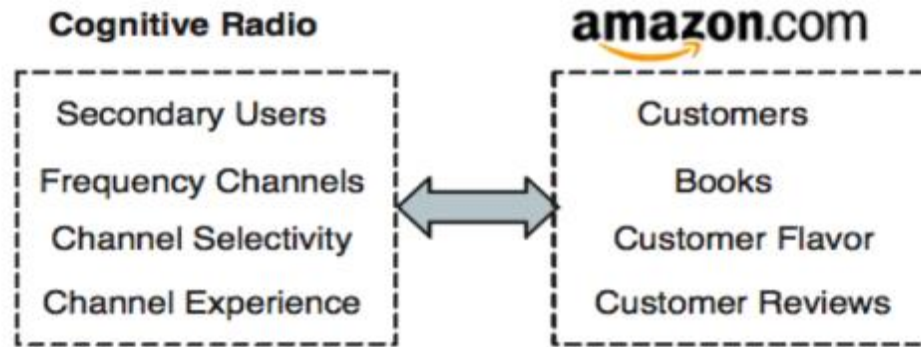 Cognitive Radio
Secondary Users
Frequency Channels
Channel Selectivity
Channel Experience
amazon.com
Customers
Books
Customer Flavor
Customer Reviews